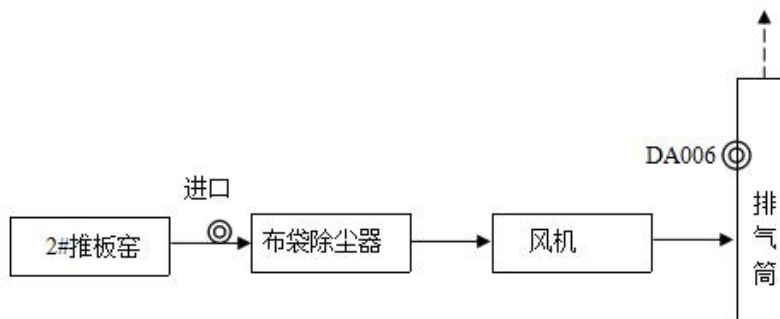 DA006
进口
2#推板窑
布袋除尘器
风机
排气筒